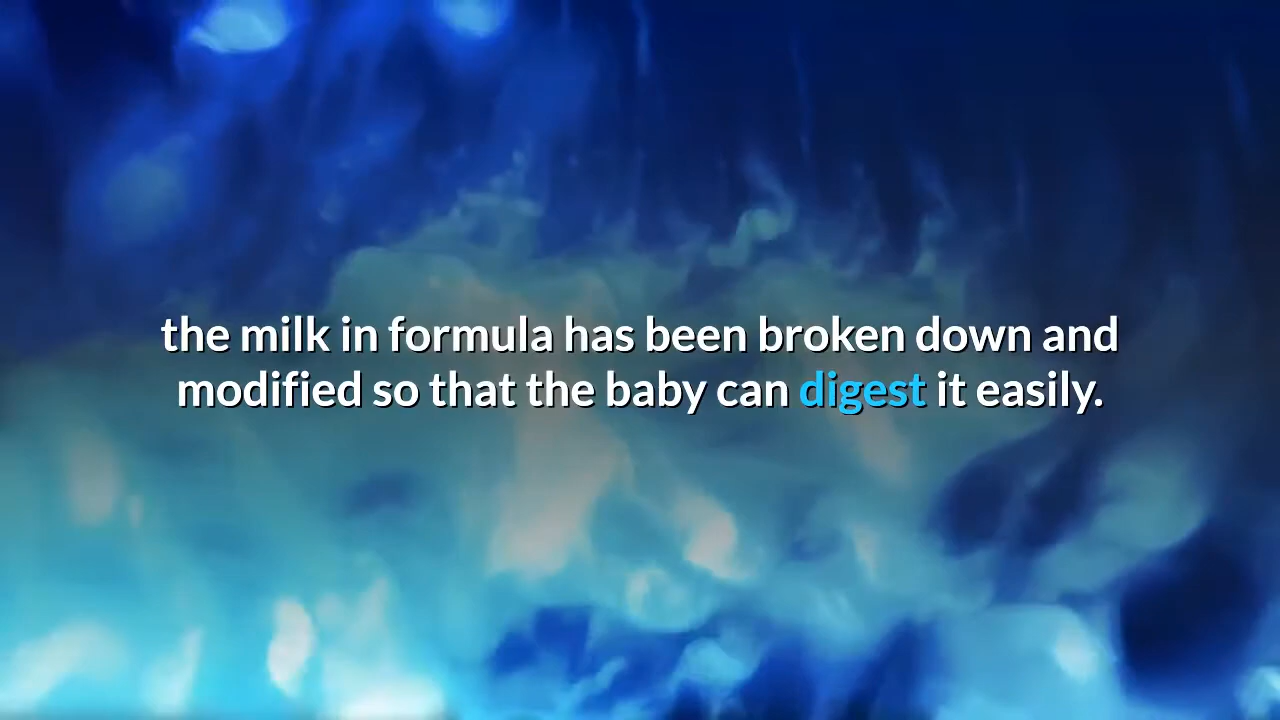 the milk in formula has been broken down and
modified so that the baby can digest it easily.